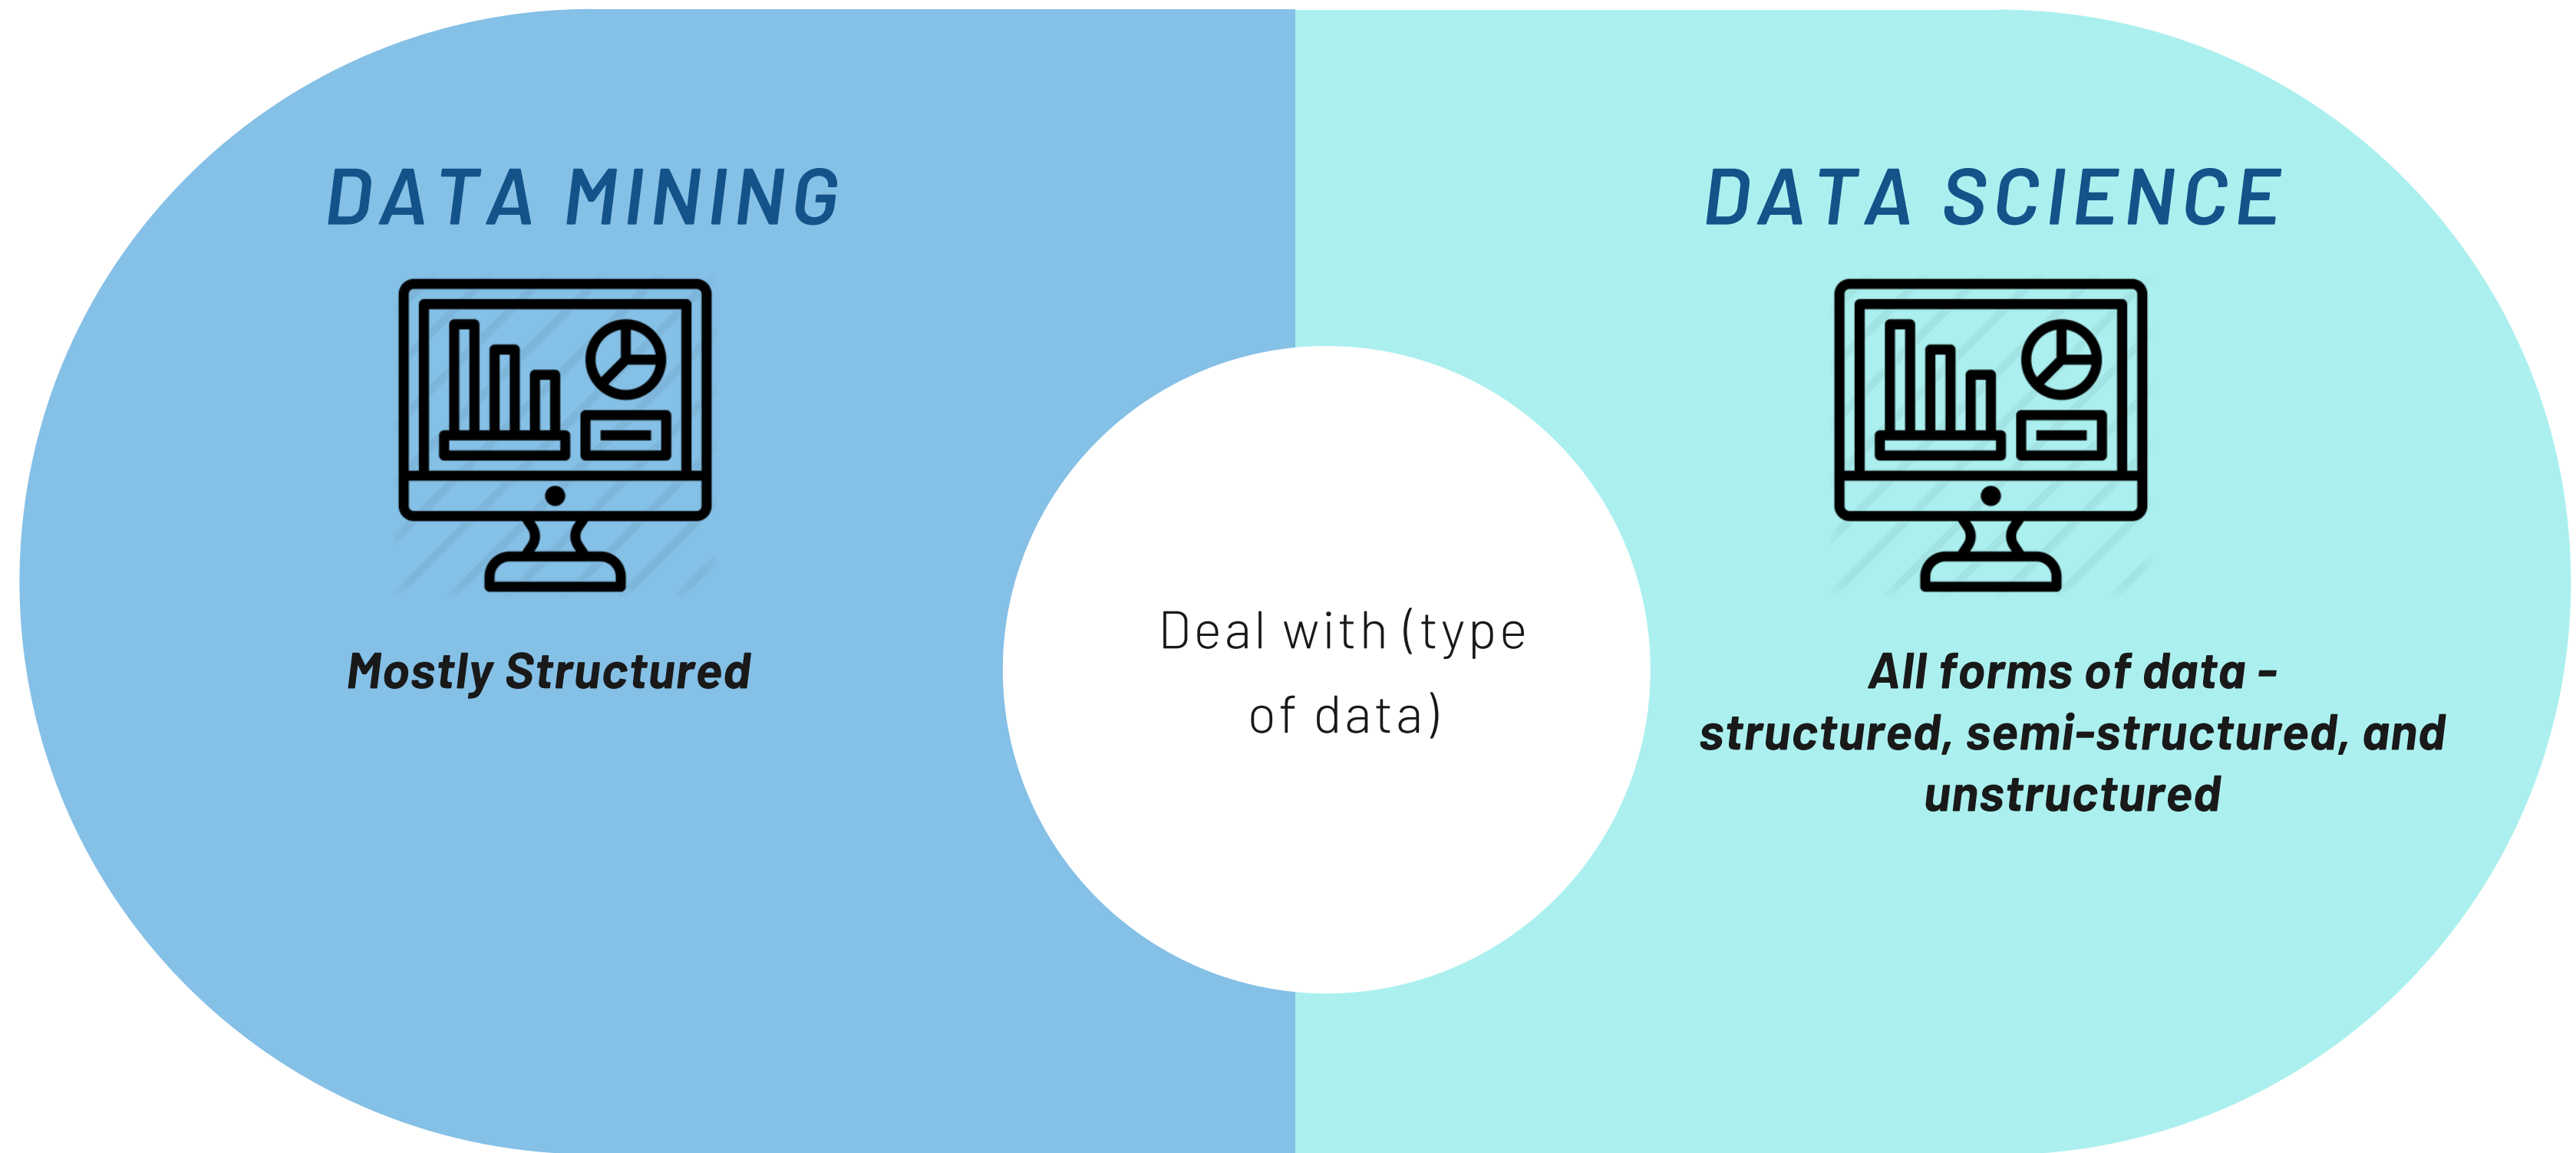 DATA MINING
Mostly Structured
Deal with (type
of data)
DATA SCIENCE
All forms of data -
structured, semi-structured, and
unstructured